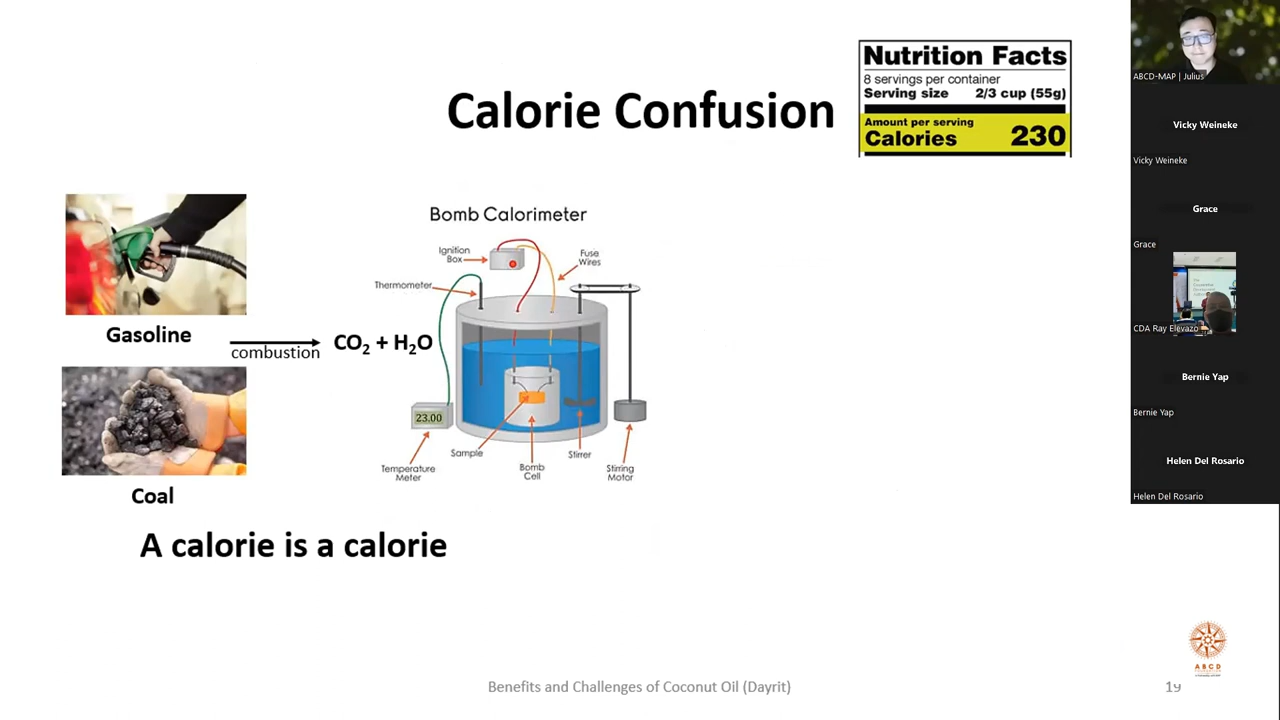 Calorie Confusion
Nutrition Facts
8 servings per container
Serving size 2/3 cup (55g)
Amount per serving
Calories 230
Gasoline
combustion
CO₂ + H₂O
Coal
Bomb Calorimeter
Ignition
Box
Fuse
Wires
Thermometer
23.00
Temperature
Meter
Sample
Bomb
Cell
Stirrer
Stirring
Motor
A calorie is a calorie
Benefits and Challenges of Coconut Oil (Dayrit)
19
ABCD
ABCD-MAP | Julius
Vicky Weineke
Vicky Weineke
Grace
Grace
CDA Ray Elevazo
Bernie Yap
Bernie Yap
Helen Del Rosario
Helen Del Rosario